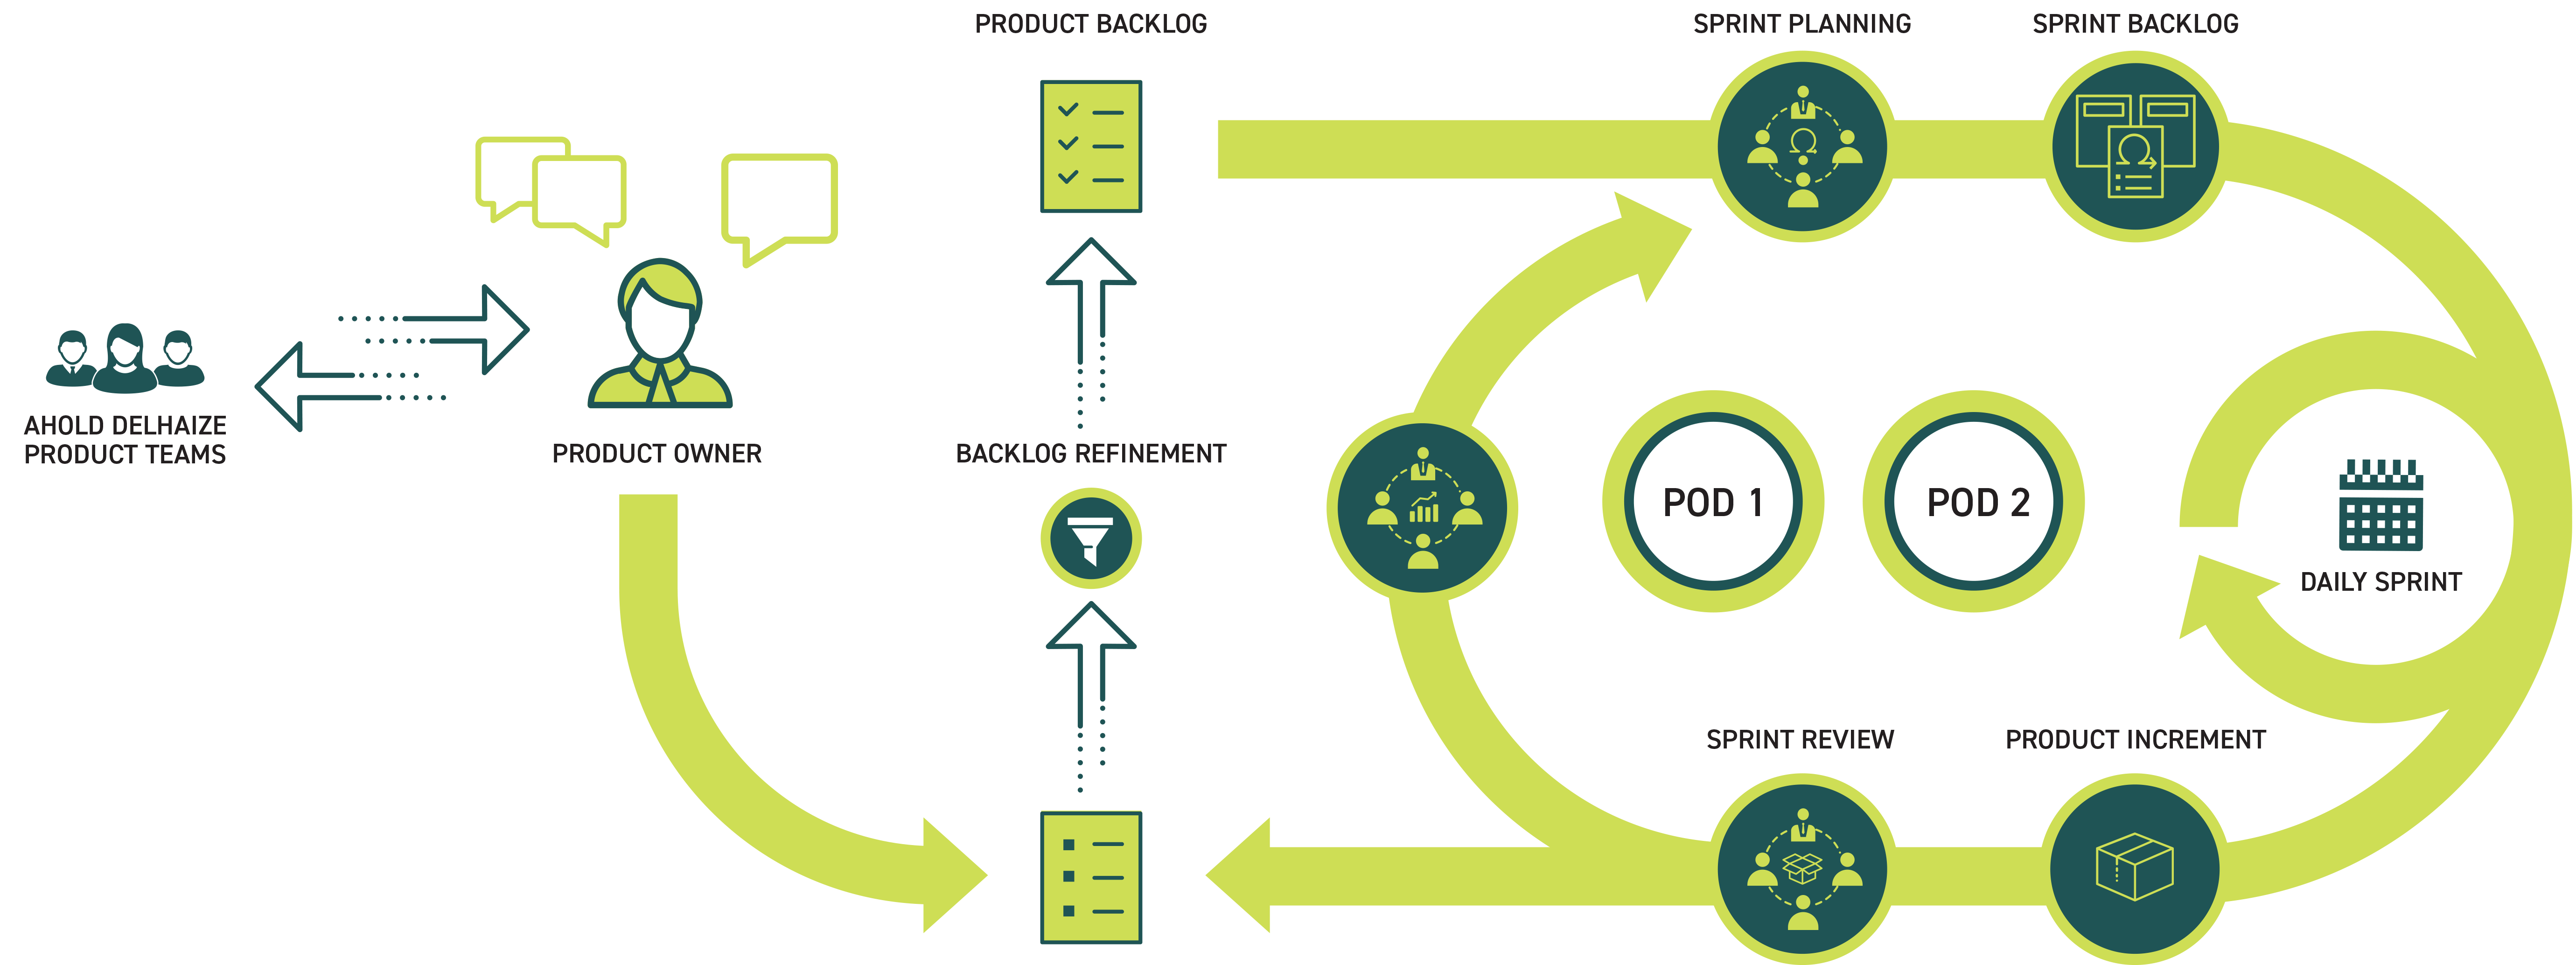 PRODUCT BACKLOG
SPRINT PLANNING
SPRINT BACKLOG
AHOLD DELHAIZE
PRODUCT TEAMS
PRODUCT OWNER
BACKLOG REFINEMENT
POD 1
POD 2
DAILY SPRINT
SPRINT REVIEW
PRODUCT INCREMENT